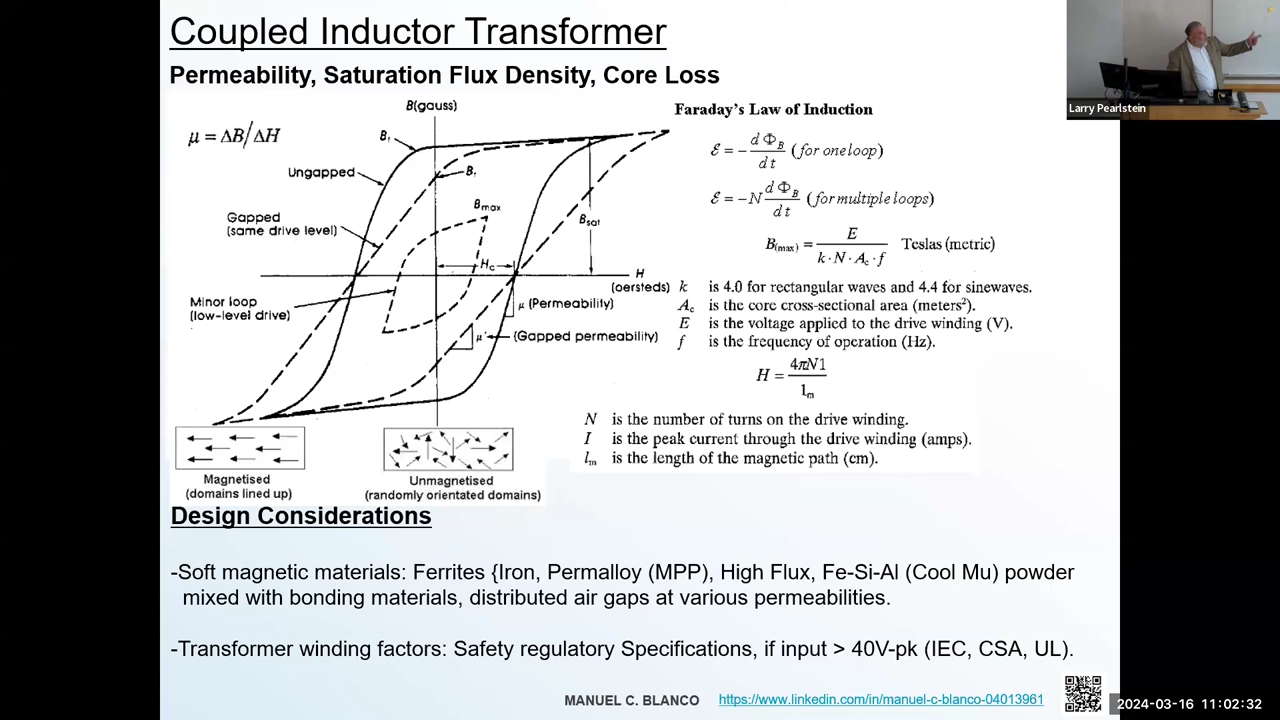 Coupled Inductor Transformer
Permeability, Saturation Flux Density, Core Loss
Larry Pearlstein
B(gauss)
μ = ΔB/ΔH
Br
Ungapped
Br
Gapped
(same drive level)
Bmax
Bsat
Hc
H
(oersteds)
Minor loop
(low-level drive)
μ (Permeability)
μ' (Gapped permeability)
Magnetised
(domains lined up)
Unmagnetised
(randomly orientated domains)
Faraday's Law of Induction
ℰ = - d Φ_B / dt (for one loop)
ℰ = -N d Φ_B / dt (for multiple loops)
B(max) = E / k · N · Ac · f Teslas (metric)
k is 4.0 for rectangular waves and 4.4 for sinewaves.
Ac is the core cross-sectional area (meters²).
E is the voltage applied to the drive winding (V).
f is the frequency of operation (Hz).
H = 4πN1 / lm
N is the number of turns on the drive winding.
I is the peak current through the drive winding (amps).
lm is the length of the magnetic path (cm).
Design Considerations
-Soft magnetic materials: Ferrites {Iron, Permalloy (MPP), High Flux, Fe-Si-Al (Cool Mu) powder
mixed with bonding materials, distributed air gaps at various permeabilities.
-Transformer winding factors: Safety regulatory Specifications, if input > 40V-pk (IEC, CSA, UL).
MANUEL C. BLANCO https://www.linkedin.com/in/manuel-c-blanco-04013961
2024-03-16 11:02:32